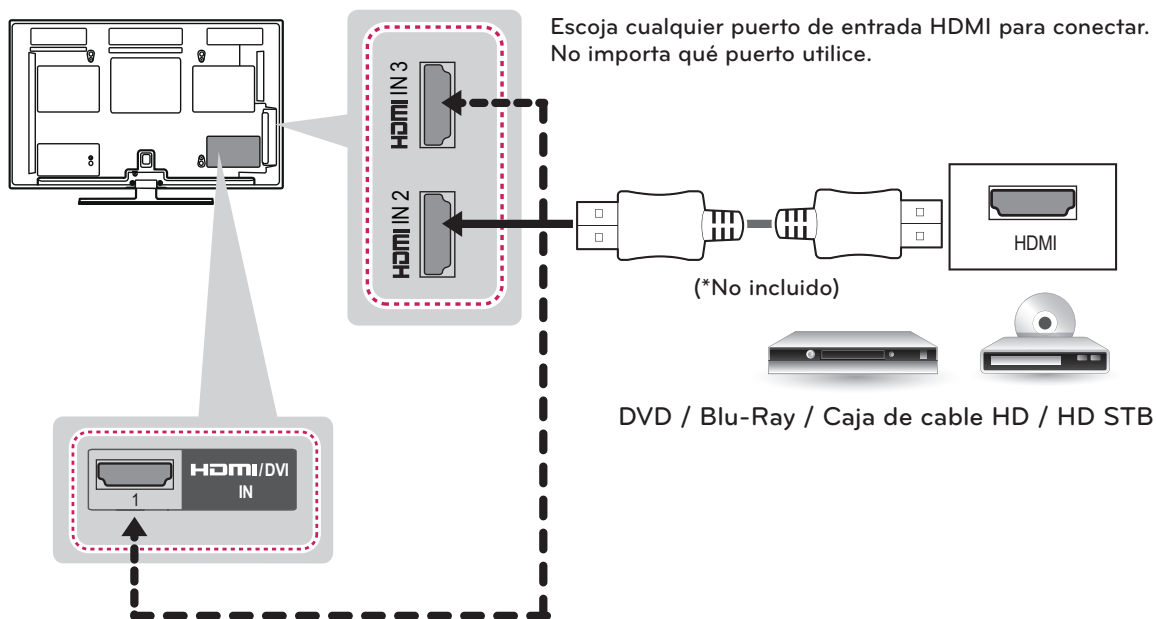 Escoja cualquier puerto de entrada HDMI para conectar.
No importa qué puerto utilice.
HDMI IN 3
HDMI IN 2
HDMI
(*No incluido)
DVD / Blu-Ray / Caja de cable HD / HD STB
HDMI/DVI
IN
1